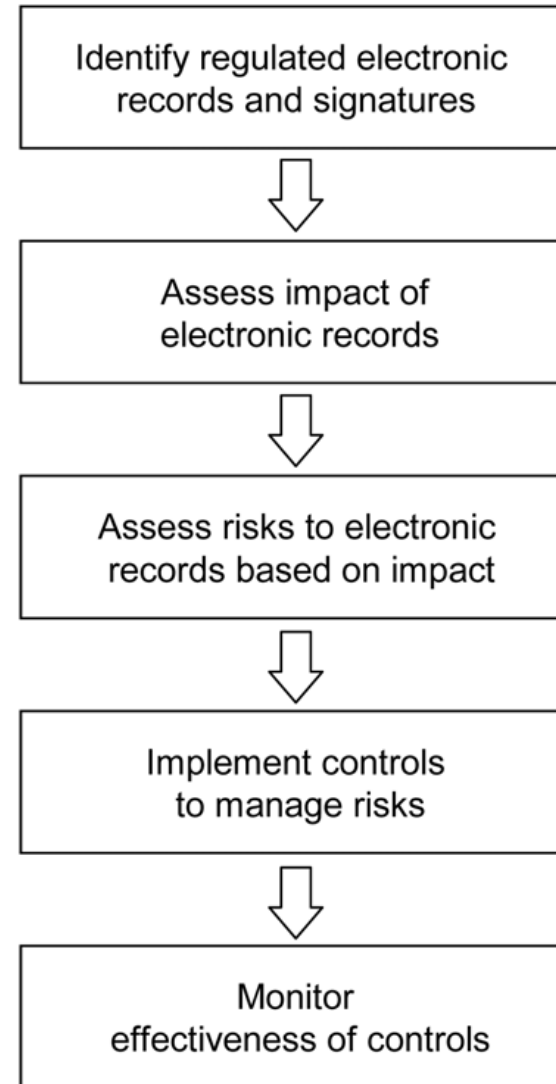 Identify regulated electronic
records and signatures
Assess impact of
electronic records
Assess risks to electronic
records based on impact
Implement controls
to manage risks
Monitor
effectiveness of controls